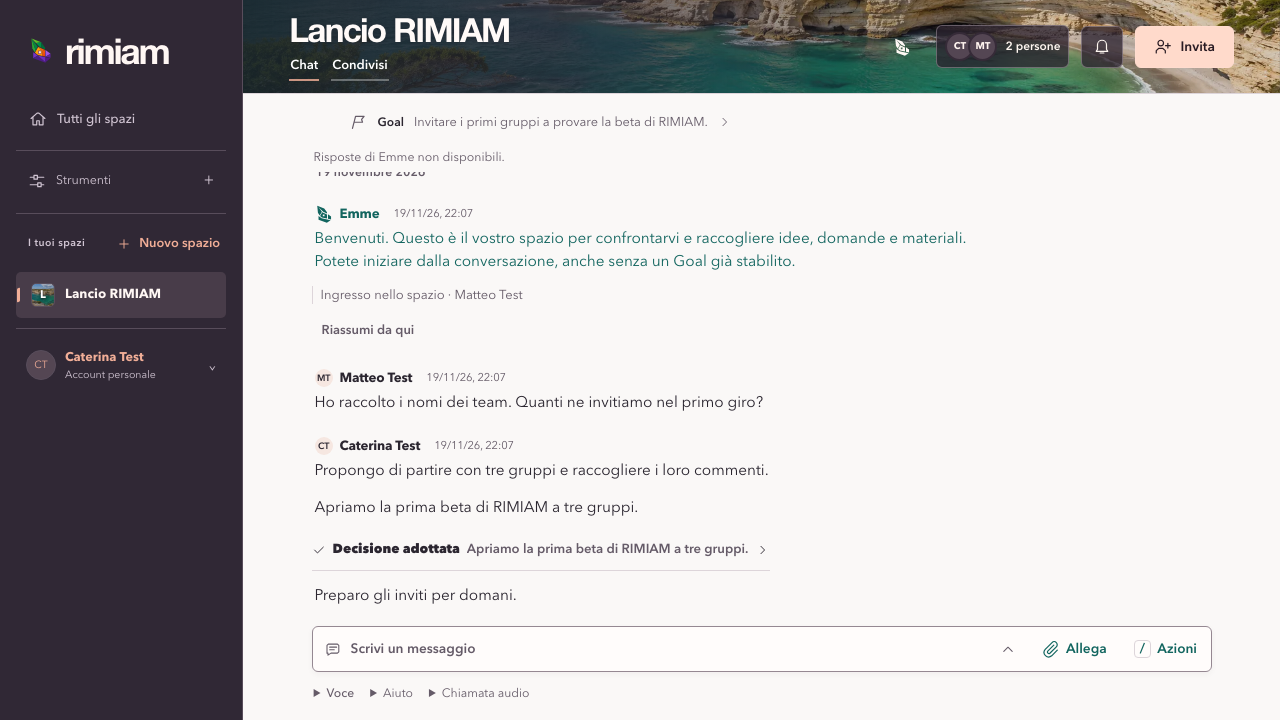 rimiam
Tutti gli spazi
Strumenti
I tuoi spazi
Nuovo spazio
L
Lancio RIMIAM
CT
Caterina Test
Account personale
Lancio RIMIAM
Chat
Condivisi
CT
MT
2 persone
Invita
Goal Invitare i primi gruppi a provare la beta di RIMIAM.
Risposte di Emme non disponibili.
19 novembre 2026
Emme 19/11/26, 22:07
Benvenuti. Questo è il vostro spazio per confrontarvi e raccogliere idee, domande e materiali.
Potete iniziare dalla conversazione, anche senza un Goal già stabilito.
Ingresso nello spazio · Matteo Test
Riassumi da qui
MT Matteo Test 19/11/26, 22:07
Ho raccolto i nomi dei team. Quanti ne invitiamo nel primo giro?
CT Caterina Test 19/11/26, 22:07
Propongo di partire con tre gruppi e raccogliere i loro commenti.
Apriamo la prima beta di RIMIAM a tre gruppi.
Decisione adottata Apriamo la prima beta di RIMIAM a tre gruppi.
Preparo gli inviti per domani.
Scrivi un messaggio
Allega
/ Azioni
Voce
Aiuto
Chiamata audio